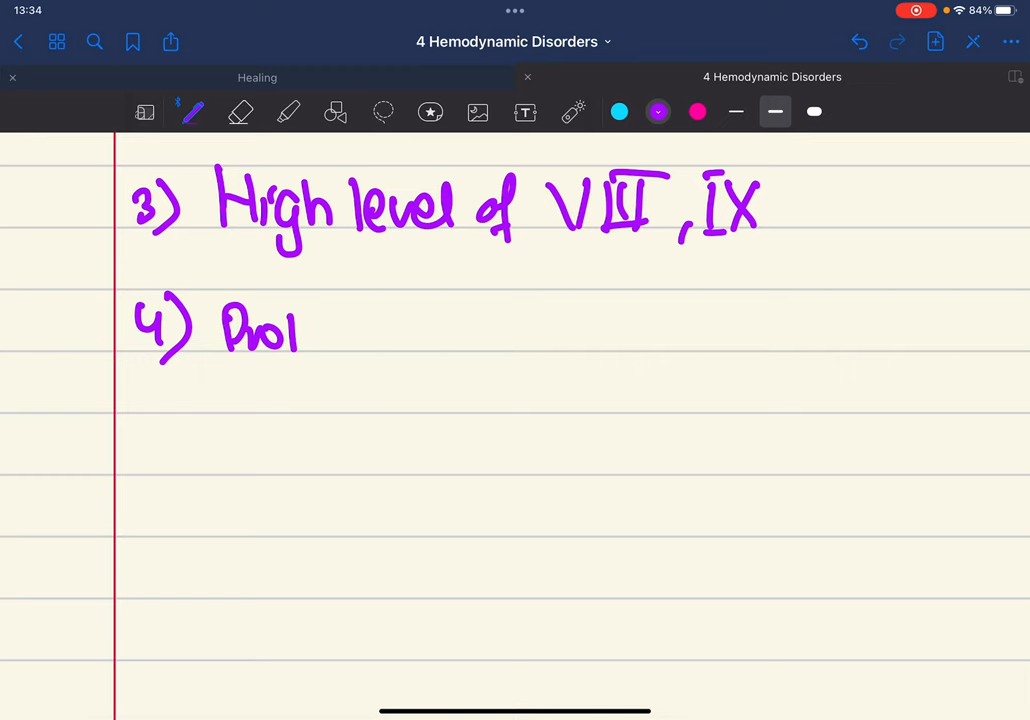 13:34
84%
4 Hemodynamic Disorders
Healing
4 Hemodynamic Disorders
T
3) High level of VIII, IX
4) Prol